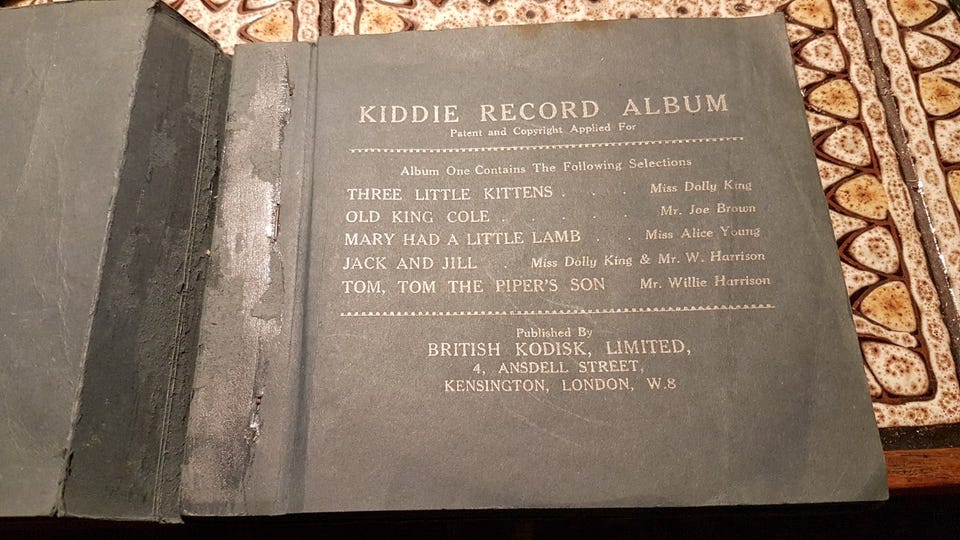 KIDDIE RECORD ALBUM
Patent and Copyright Applied For
Album One Contains The Following Selections
THREE LITTLE KITTENS . . . . Miss Dolly King
OLD KING COLE . . . . . . Mr. Joe Brown
MARY HAD A LITTLE LAMB . . Miss Alice Young
JACK AND JILL Miss Dolly King & Mr. W. Harrison
TOM, TOM THE PIPER'S SON Mr. Willie Harrison
Published By
BRITISH KODISK, LIMITED,
4, ANSDELL STREET,
KENSINGTON, LONDON, W.8